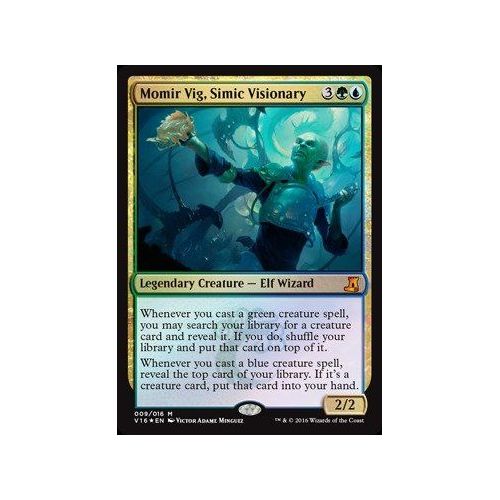 Momir Vig, Simic Visionary 3
Legendary Creature — Elf Wizard
Whenever you cast a green creature spell,
you may search your library for a creature
card and reveal it. If you do, shuffle your
library and put that card on top of it.
Whenever you cast a blue creature spell,
reveal the top card of your library. If it's a
creature card, put that card into your hand.
2/2
009/016 M
V16★EN Victor Adame Minguez
™ & © 2016 Wizards of the Coast